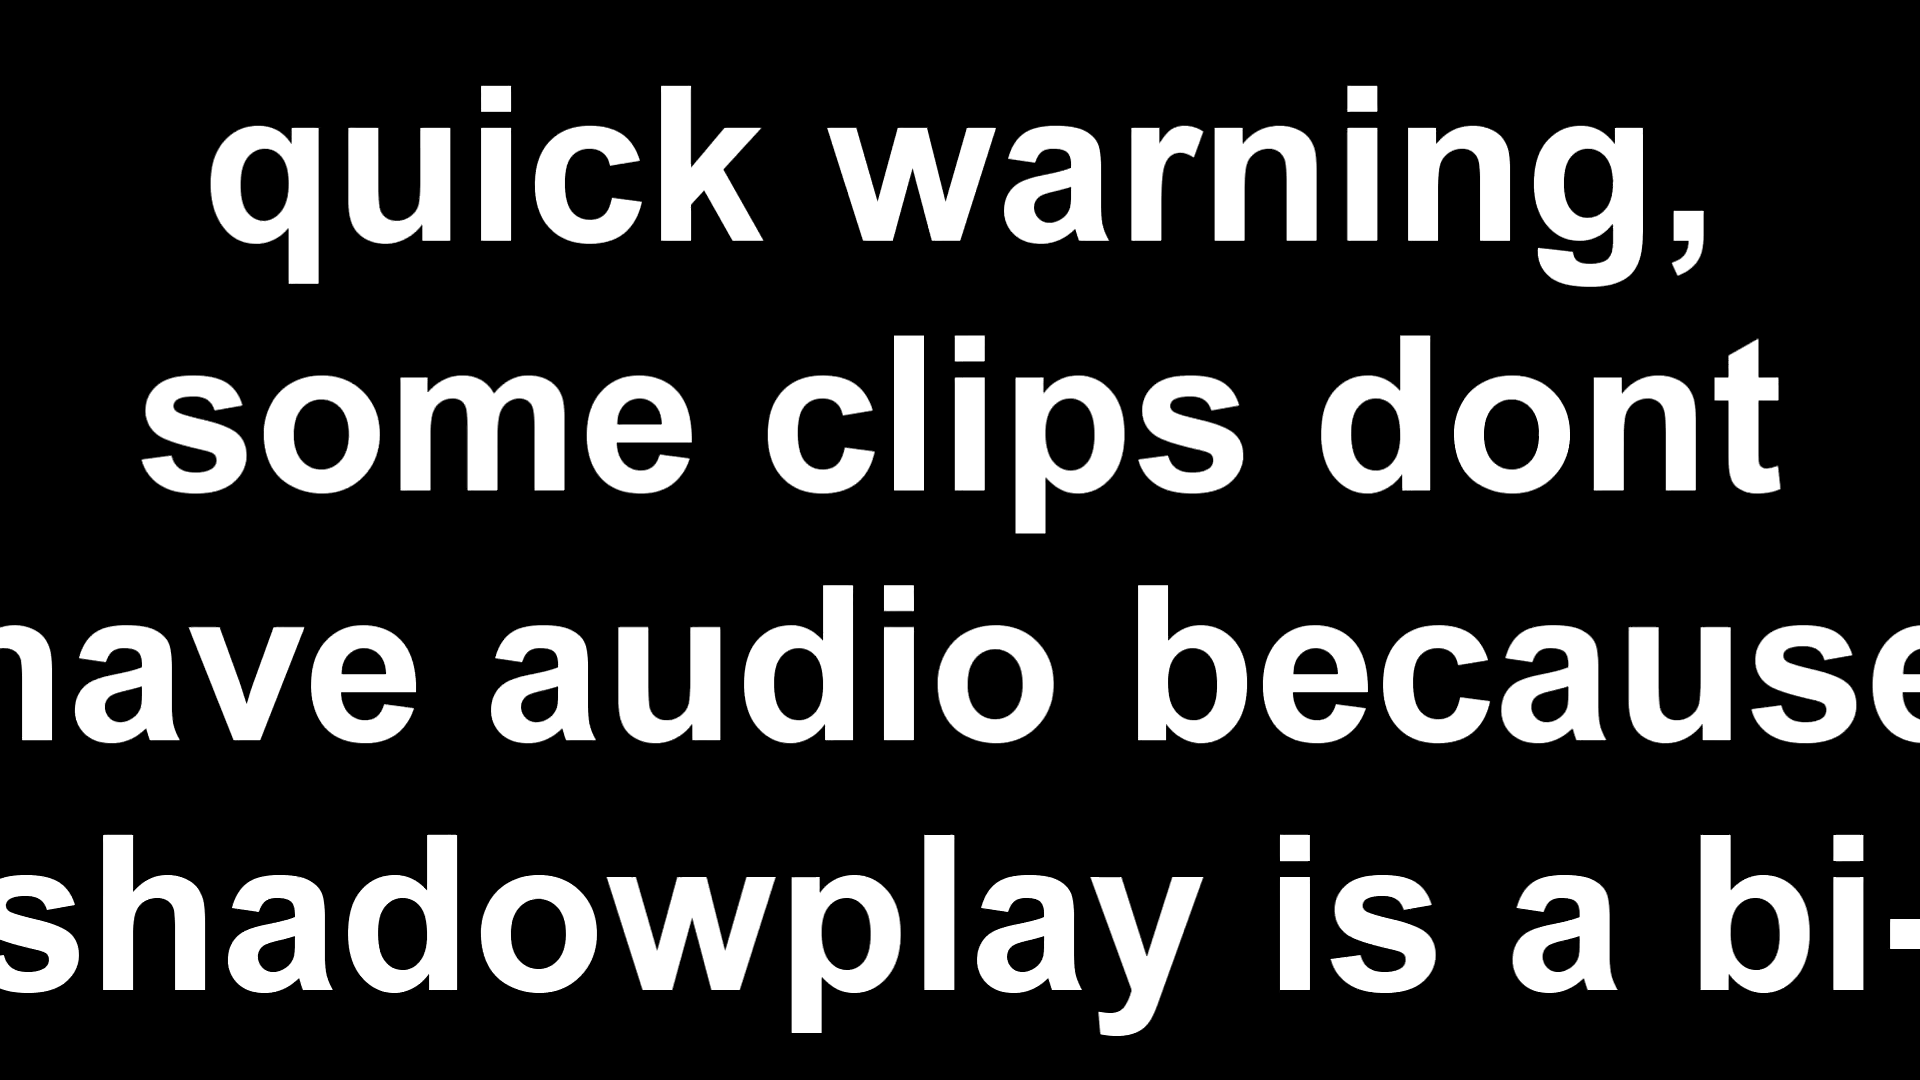 quick warning,
some clips dont
have audio because
shadowplay is a bi-